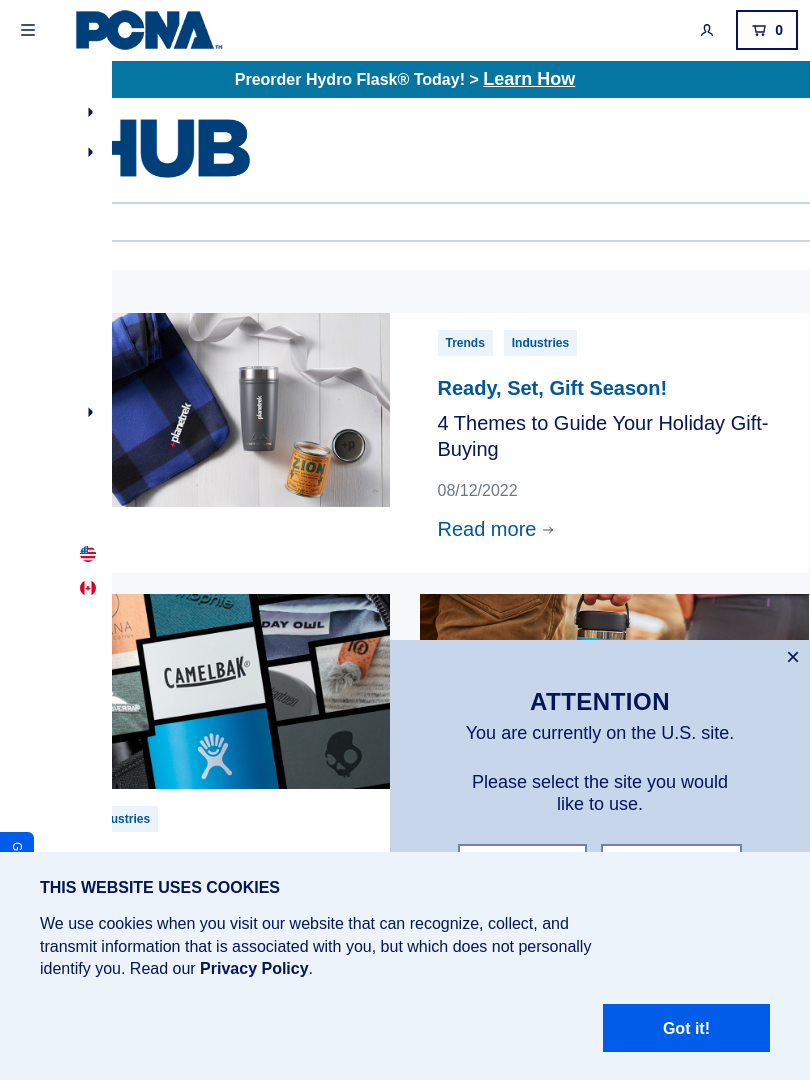 PCNA™
0
Preorder Hydro Flask® Today! > Learn How
HUB
Trends
Industries
Ready, Set, Gift Season!
4 Themes to Guide Your Holiday Gift-
Buying
08/12/2022
Read more
planetrek
planetrek
ZION
+p
mophie
DAY OWL
CAMELBAK®
ustries
ATTENTION
You are currently on the U.S. site.
Please select the site you would
like to use.
G
THIS WEBSITE USES COOKIES
We use cookies when you visit our website that can recognize, collect, and
transmit information that is associated with you, but which does not personally
identify you. Read our Privacy Policy.
Got it!